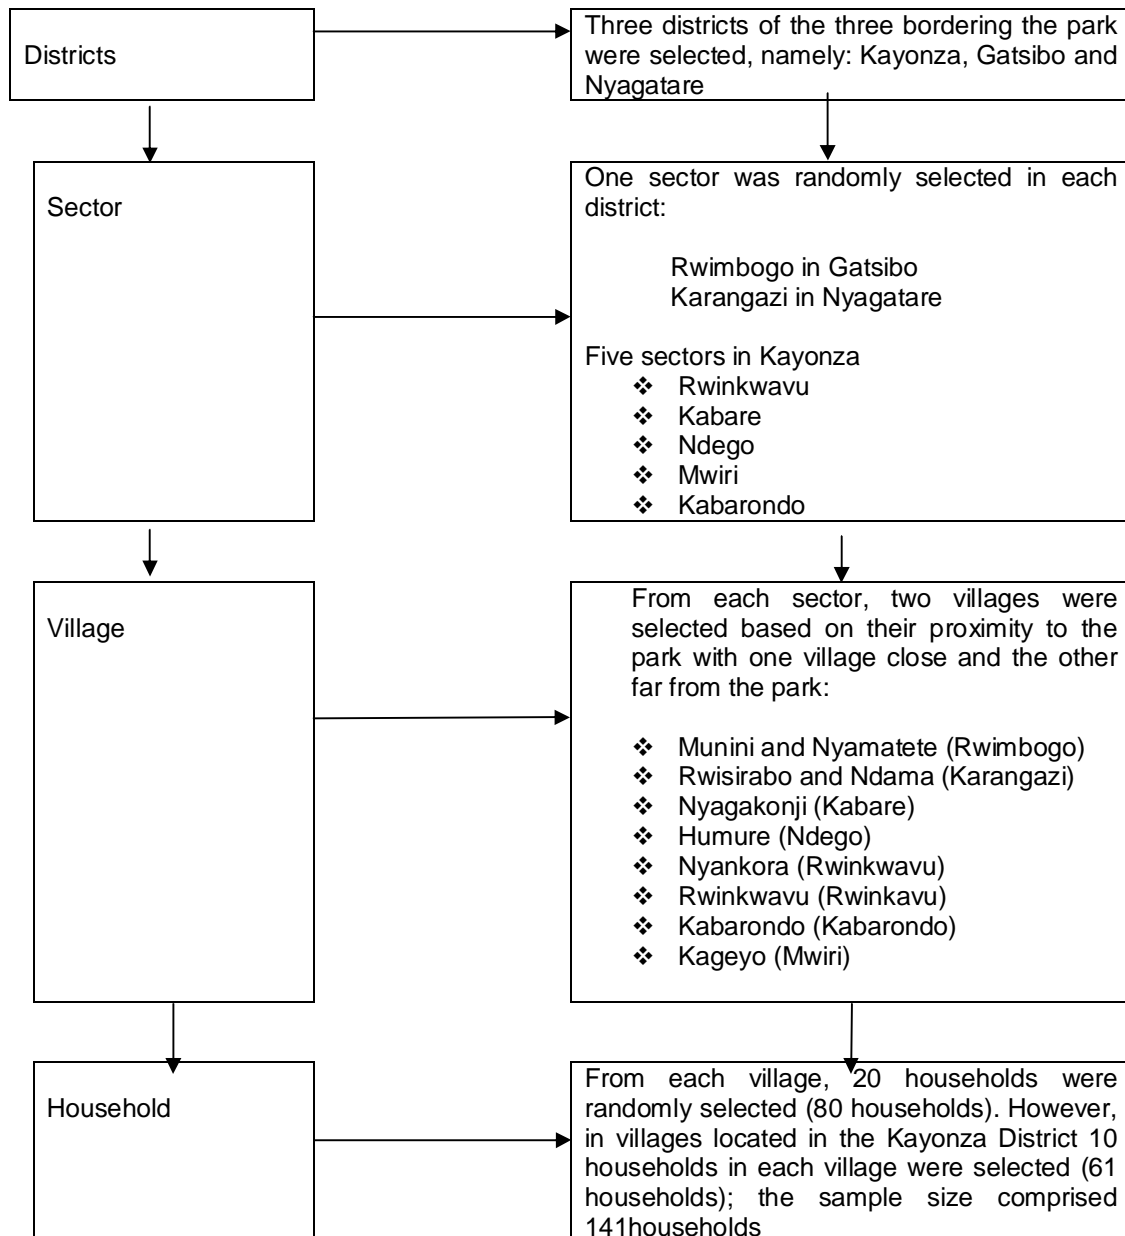 Districts
Three districts of the three bordering the park
were selected, namely: Kayonza, Gatsibo and
Nyagatare
Sector
One sector was randomly selected in each
district:
Rwimbogo in Gatsibo
Karangazi in Nyagatare
Five sectors in Kayonza
❖ Rwinkwavu
❖ Kabare
❖ Ndego
❖ Mwiri
❖ Kabarondo
Village
From each sector, two villages were
selected based on their proximity to the
park with one village close and the other
far from the park:
❖ Munini and Nyamatete (Rwimbogo)
❖ Rwisirabo and Ndama (Karangazi)
❖ Nyagakonji (Kabare)
❖ Humure (Ndego)
❖ Nyankora (Rwinkwavu)
❖ Rwinkwavu (Rwinkavu)
❖ Kabarondo (Kabarondo)
❖ Kageyo (Mwiri)
Household
From each village, 20 households were
randomly selected (80 households). However,
in villages located in the Kayonza District 10
households in each village were selected (61
households); the sample size comprised
141households